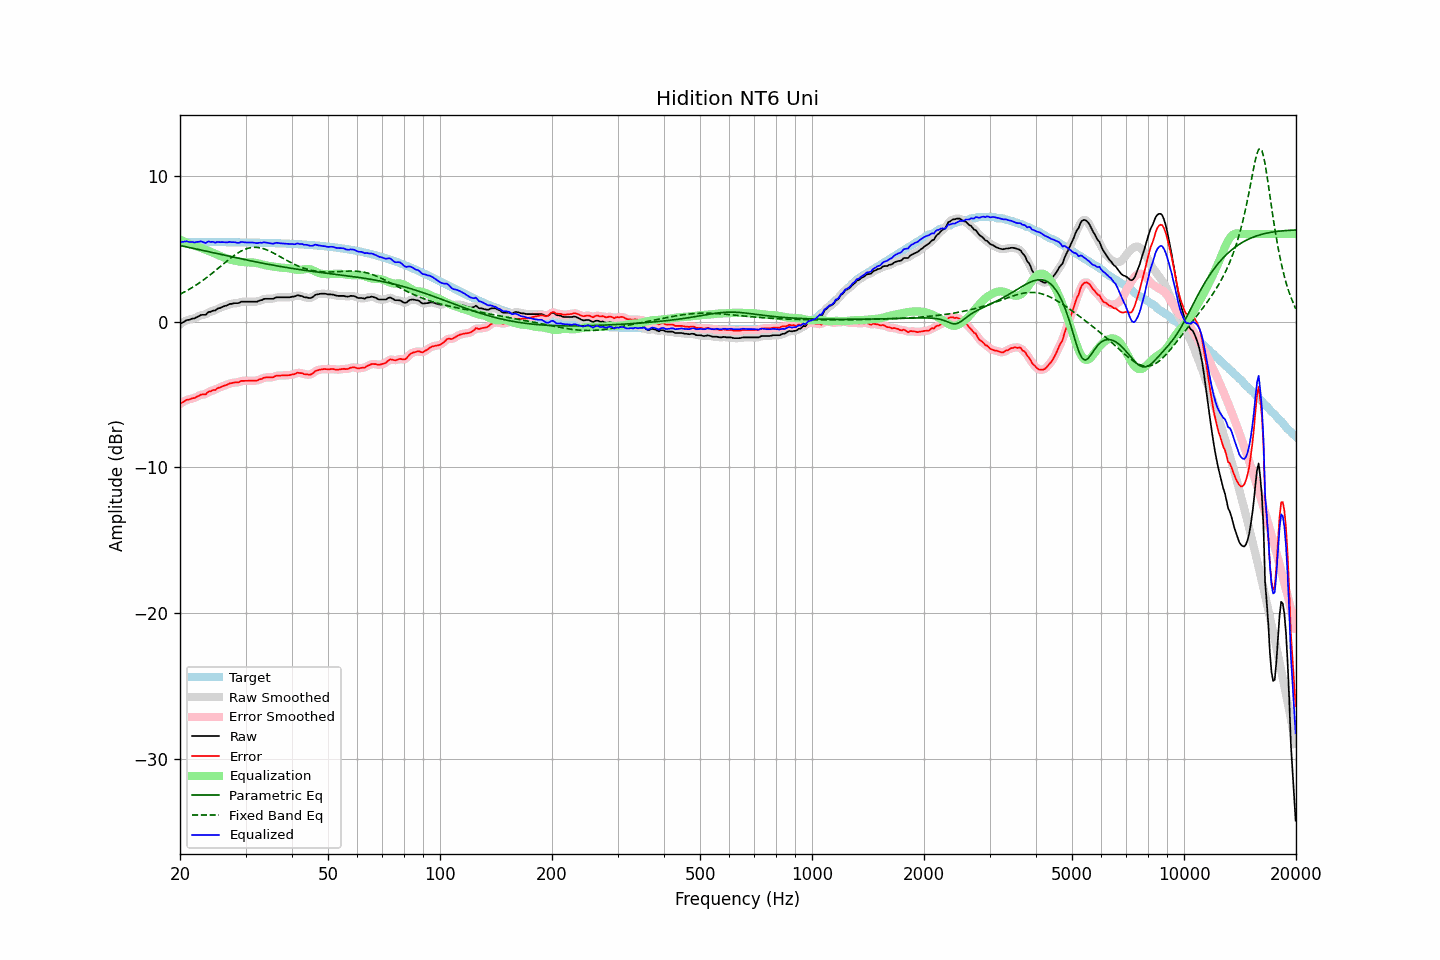 Hidition NT6 Uni
10
0
−10
−20
−30
Amplitude (dBr)
Target
Raw Smoothed
Error Smoothed
Raw
Error
Equalization
Parametric Eq
Fixed Band Eq
Equalized
20 50 100 200 500 1000 2000 5000 10000 20000
Frequency (Hz)